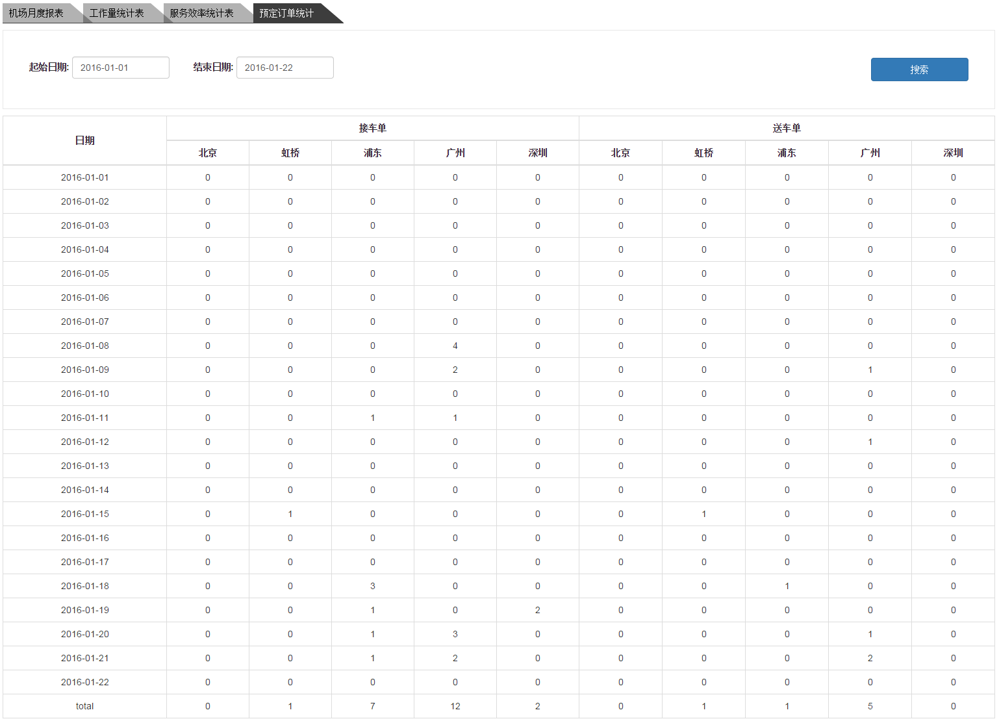 机场月度报表 工作量统计表 服务效率统计表 预定订单统计
起始日期: 2016-01-01 结束日期: 2016-01-22 搜索
日期 接车单 送车单
北京 虹桥 浦东 广州 深圳 北京 虹桥 浦东 广州 深圳
2016-01-01 0 0 0 0 0 0 0 0 0 0
2016-01-02 0 0 0 0 0 0 0 0 0 0
2016-01-03 0 0 0 0 0 0 0 0 0 0
2016-01-04 0 0 0 0 0 0 0 0 0 0
2016-01-05 0 0 0 0 0 0 0 0 0 0
2016-01-06 0 0 0 0 0 0 0 0 0 0
2016-01-07 0 0 0 0 0 0 0 0 0 0
2016-01-08 0 0 0 4 0 0 0 0 0 0
2016-01-09 0 0 0 2 0 0 0 0 1 0
2016-01-10 0 0 0 0 0 0 0 0 0 0
2016-01-11 0 0 1 1 0 0 0 0 0 0
2016-01-12 0 0 0 0 0 0 0 0 1 0
2016-01-13 0 0 0 0 0 0 0 0 0 0
2016-01-14 0 0 0 0 0 0 0 0 0 0
2016-01-15 0 1 0 0 0 0 1 0 0 0
2016-01-16 0 0 0 0 0 0 0 0 0 0
2016-01-17 0 0 0 0 0 0 0 0 0 0
2016-01-18 0 0 3 0 0 0 0 1 0 0
2016-01-19 0 0 1 0 2 0 0 0 0 0
2016-01-20 0 0 1 3 0 0 0 0 1 0
2016-01-21 0 0 1 2 0 0 0 0 2 0
2016-01-22 0 0 0 0 0 0 0 0 0 0
total 0 1 7 12 2 0 1 1 5 0